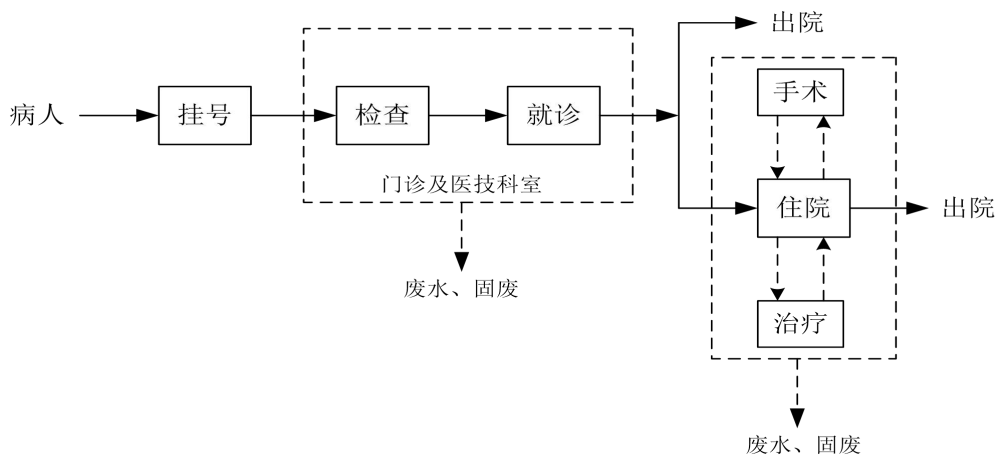 出院
手术
病人
挂号
检查
就诊
门诊及医技科室
住院
出院
废水、固废
治疗
废水、固废